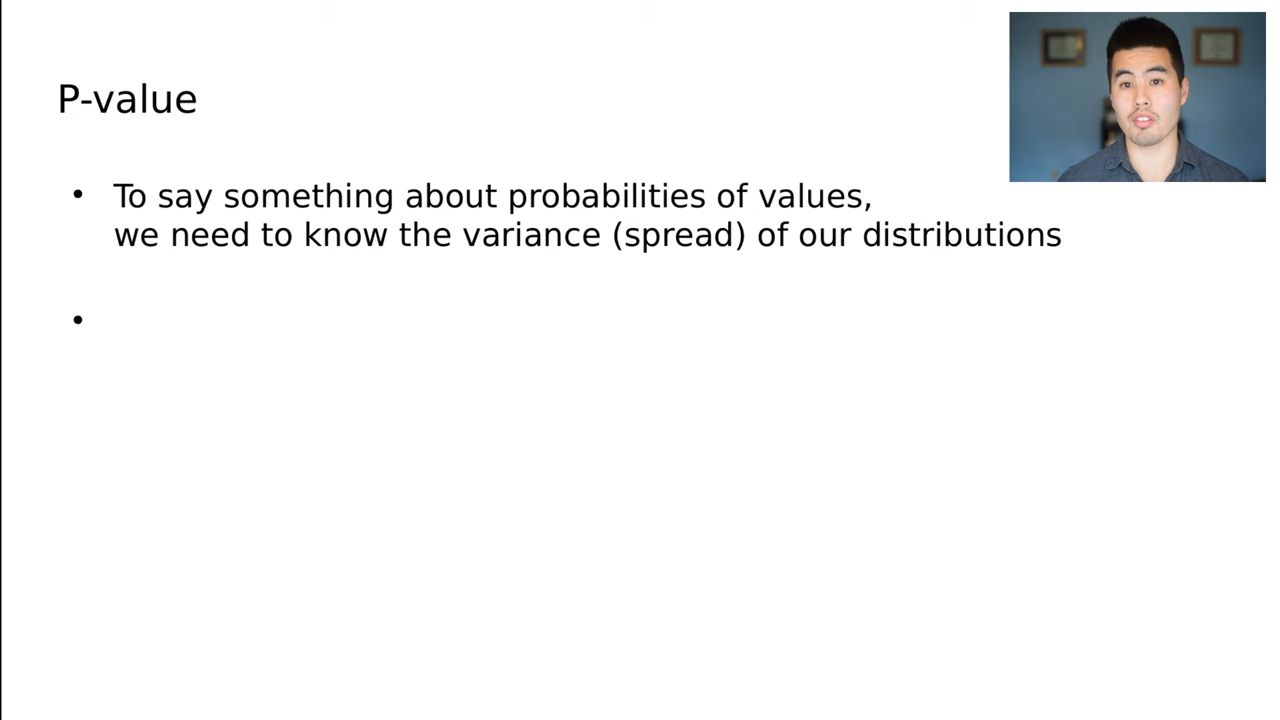 P-value
• To say something about probabilities of values,
we need to know the variance (spread) of our distributions
•